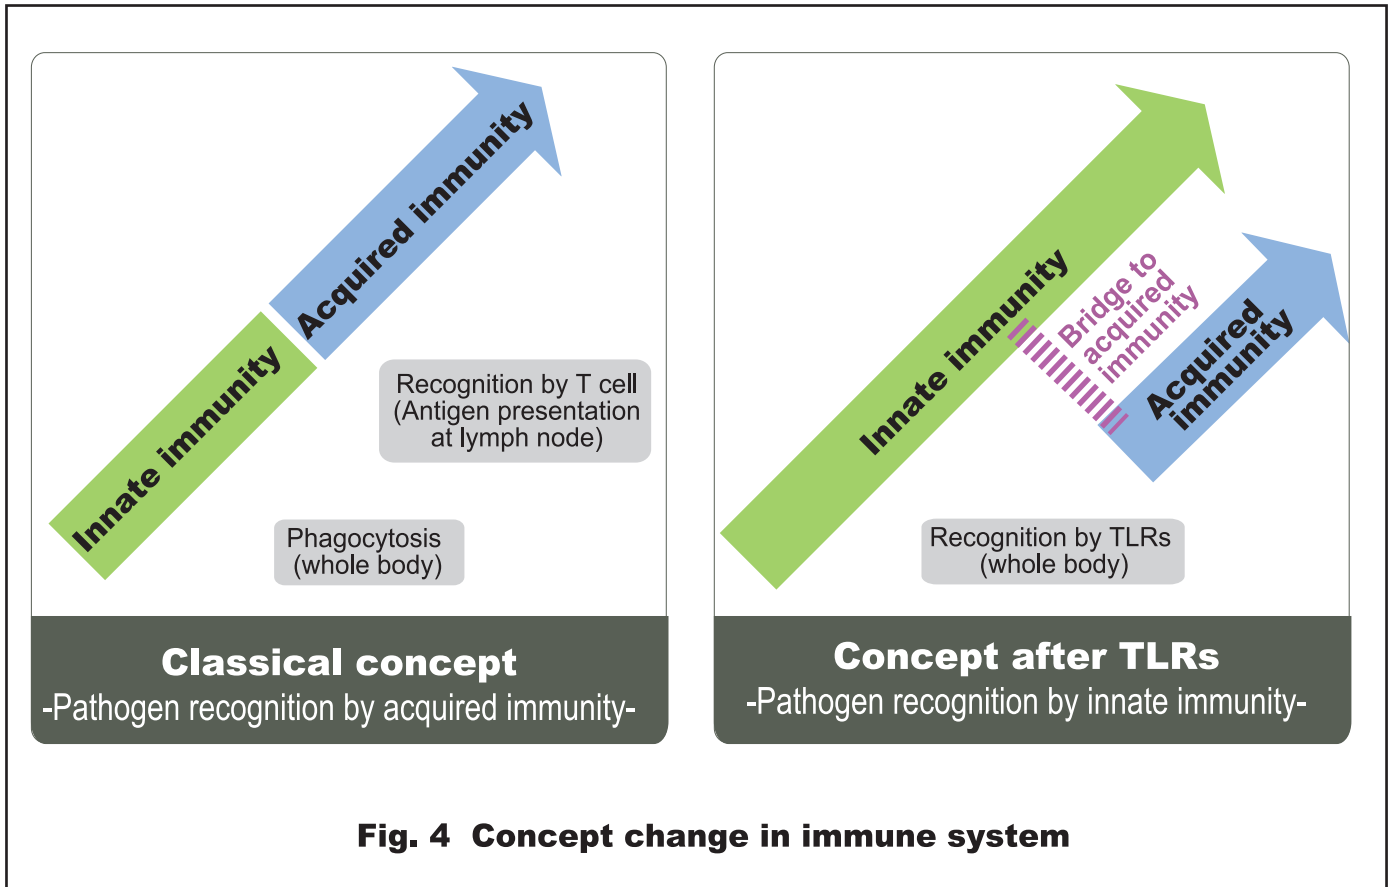 Acquired immunity
Innate immunity
Recognition by T cell
(Antigen presentation
at lymph node)
Phagocytosis
(whole body)
Classical concept
-Pathogen recognition by acquired immunity-
Innate immunity
Bridge to
acquired
immunity
Acquired
immunity
Recognition by TLRs
(whole body)
Concept after TLRs
-Pathogen recognition by innate immunity-
Fig. 4 Concept change in immune system